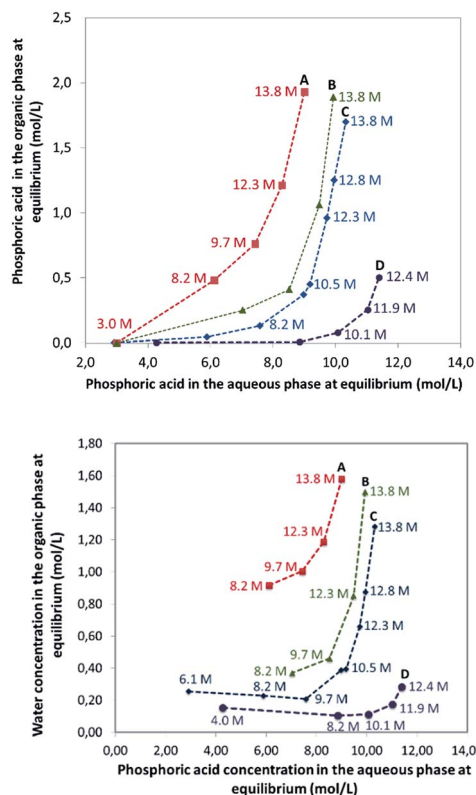 2,5
2,0
1,5
1,0
0,5
0,0
Phosphoric acid in the organic phase at
equilibrium (mol/L)
A
B
C
D
13.8 M
13.8 M
13.8 M
12.3 M
12.8 M
9.7 M
12.3 M
8.2 M
10.5 M
12.4 M
8.2 M
11.9 M
3.0 M
10.1 M
2,0
4,0
6,0
8,0
10,0
12,0
14,0
Phosphoric acid in the aqueous phase at equilibrium (mol/L)
1,80
1,60
1,40
1,20
1,00
0,80
0,60
0,40
0,20
0,00
Water concentration in the organic phase at
equilibrium (mol/L)
A
B
C
D
13.8 M
13.8 M
13.8 M
12.3 M
9.7 M
8.2 M
12.8 M
12.3 M
12.3 M
9.7 M
8.2 M
10.5 M
6.1 M
8.2 M
9.7 M
12.4 M
11.9 M
4.0 M
8.2 M
10.1 M
0,00
2,00
4,00
6,00
8,00
10,00
12,00
14,0
Phosphoric acid concentration in the aqueous phase at
equilibrium (mol/L)